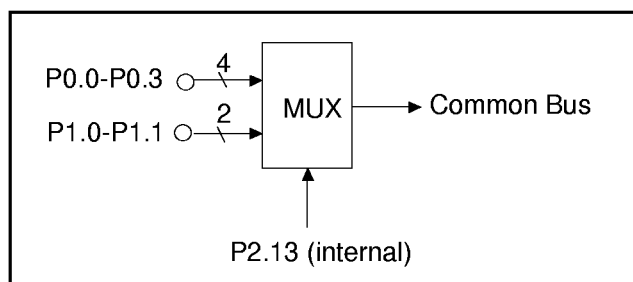 P0.0-P0.3
4
MUX
Common Bus
P1.0-P1.1
2
P2.13 (internal)